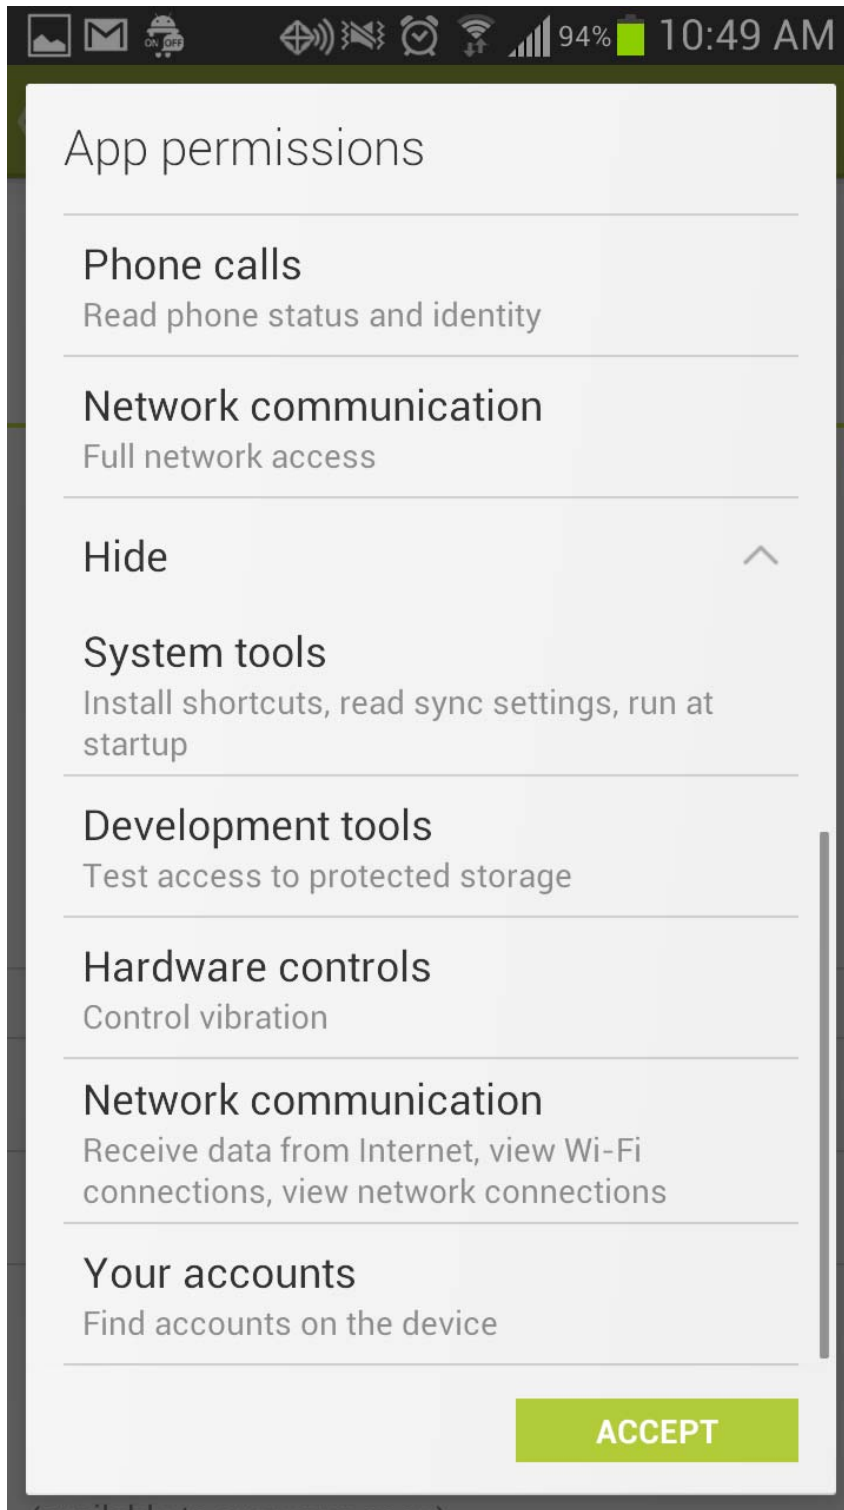 ON OFF
94% 10:49 AM
App permissions
Phone calls
Read phone status and identity
Network communication
Full network access
Hide
System tools
Install shortcuts, read sync settings, run at
startup
Development tools
Test access to protected storage
Hardware controls
Control vibration
Network communication
Receive data from Internet, view Wi-Fi
connections, view network connections
Your accounts
Find accounts on the device
ACCEPT